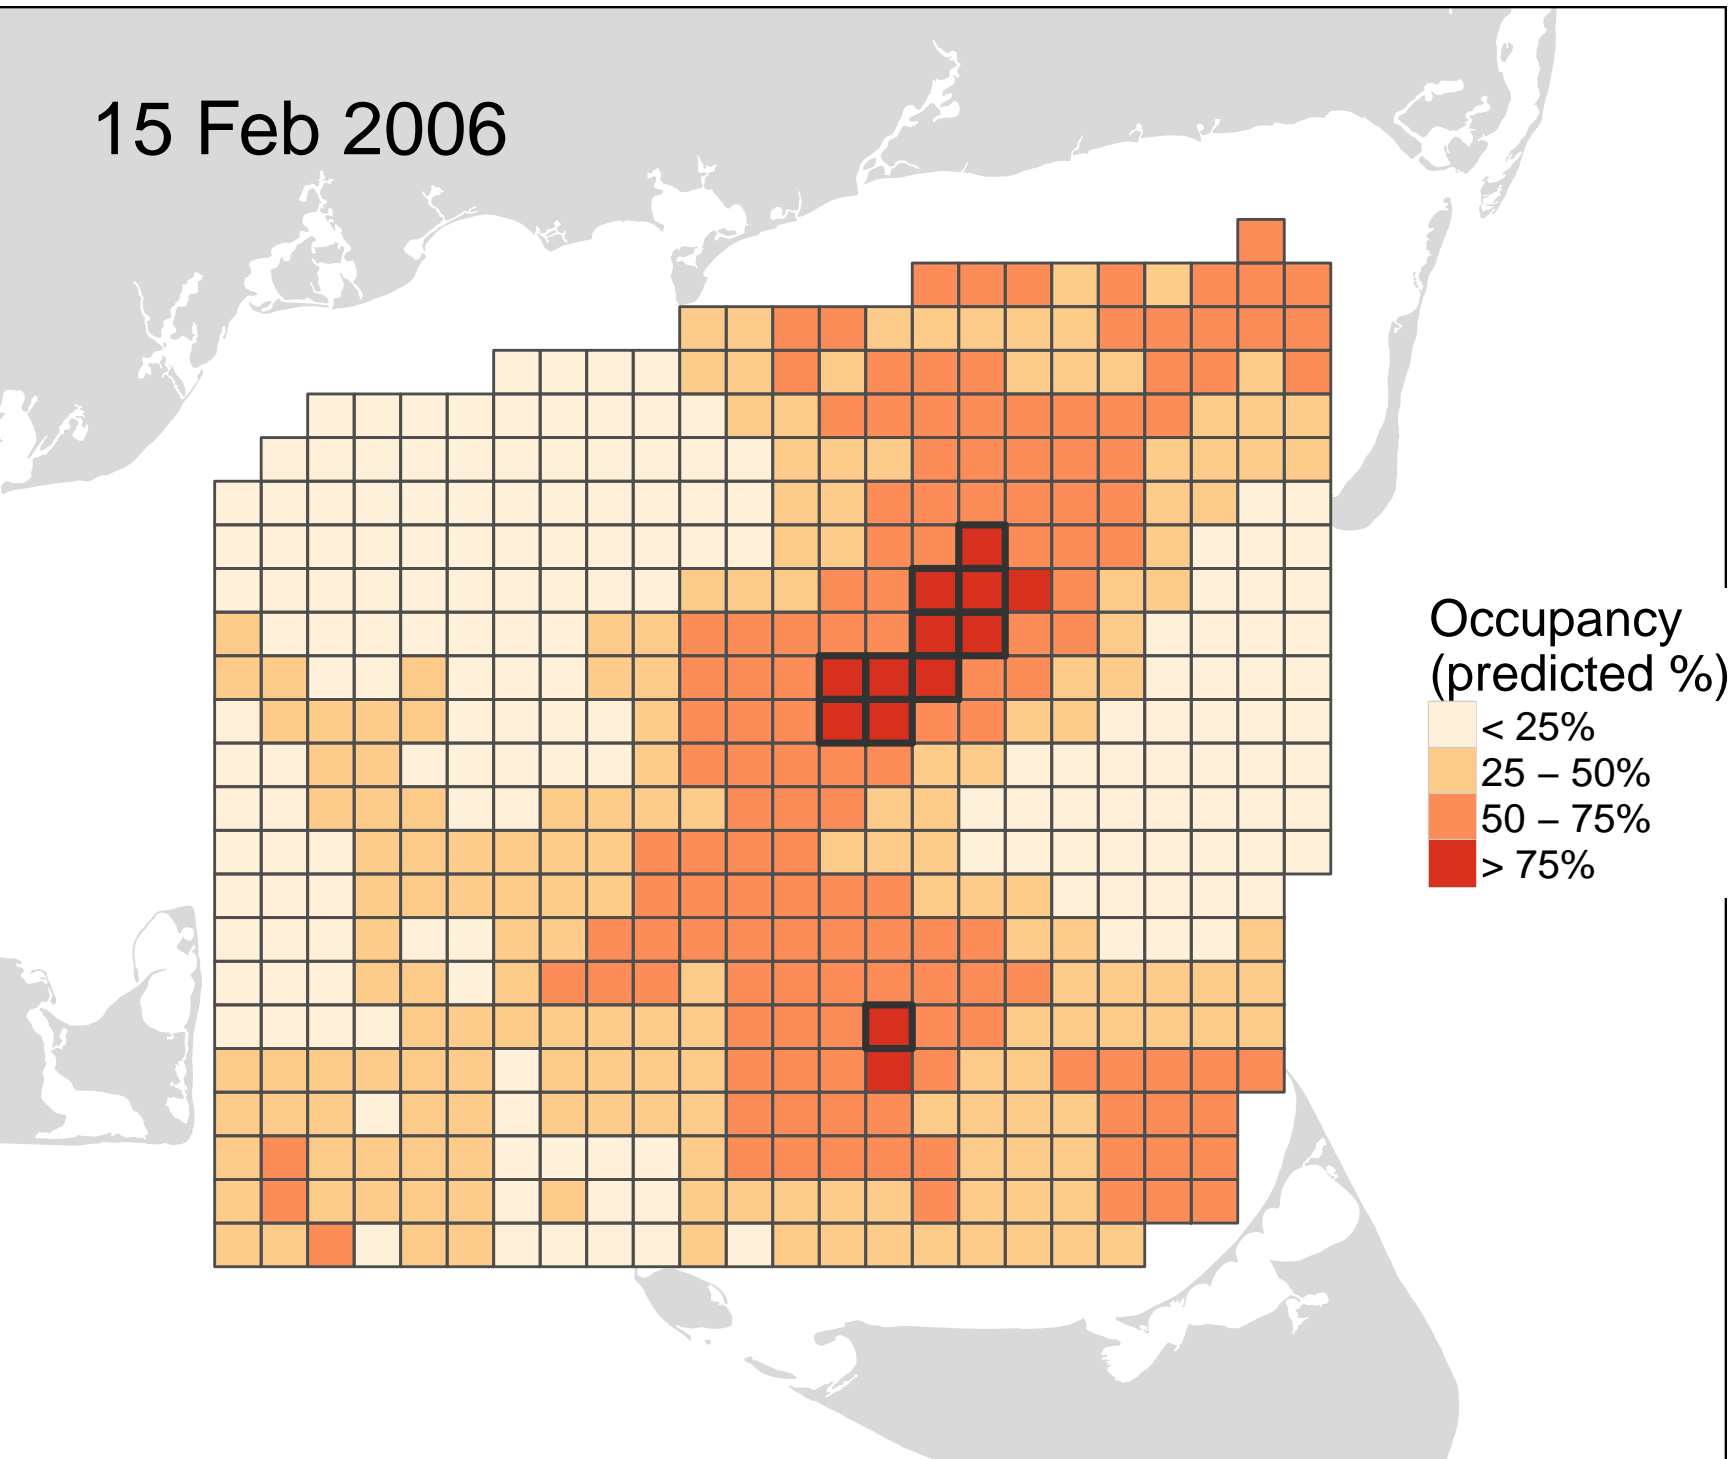 15 Feb 2006
Occupancy
(predicted %)
< 25%
25 – 50%
50 – 75%
> 75%